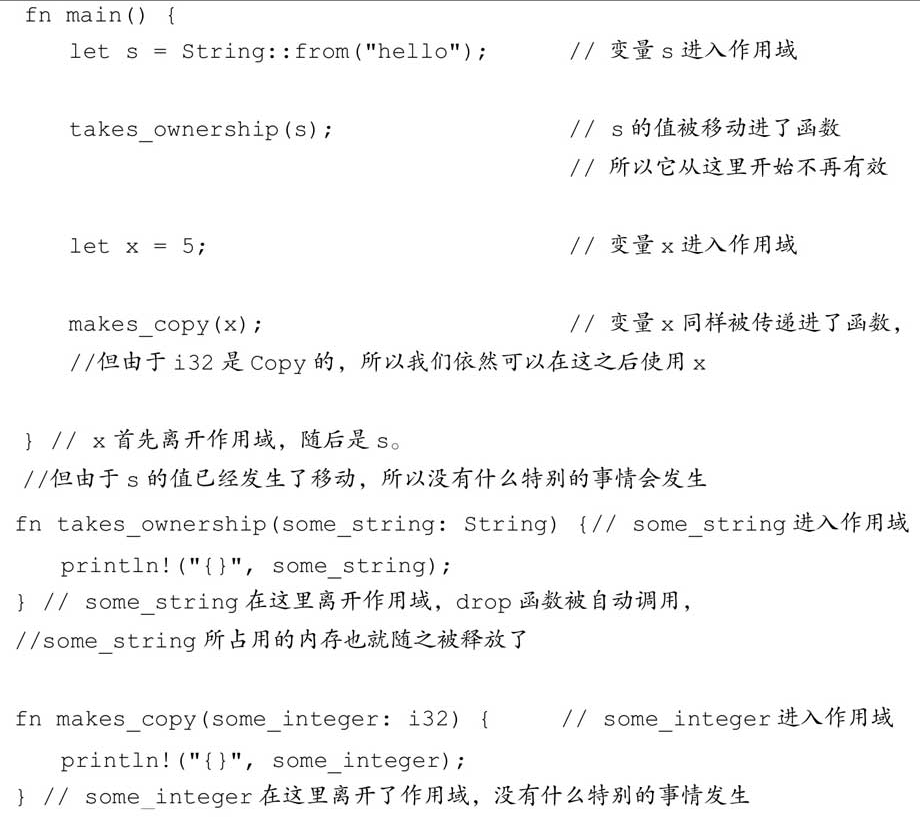 fn main() {
    let s = String::from("hello");      // 变量 s 进入作用域
    takes_ownership(s);                 // s 的值被移动进了函数
                                        // 所以它从这里开始不再有效
    let x = 5;                          // 变量 x 进入作用域
    makes_copy(x);                      // 变量 x 同样被传递进了函数，
    //但由于 i32 是 Copy 的，所以我们依然可以在这之后使用 x
} // x 首先离开作用域，随后是 s。
//但由于 s 的值已经发生了移动，所以没有什么特别的事情会发生
fn takes_ownership(some_string: String) {// some_string 进入作用域
    println!("{}", some_string);
} // some_string 在这里离开作用域，drop 函数被自动调用，
//some_string 所占用的内存也就随之被释放了
fn makes_copy(some_integer: i32) {     // some_integer 进入作用域
    println!("{}", some_integer);
} // some_integer 在这里离开了作用域，没有什么特别的事情发生